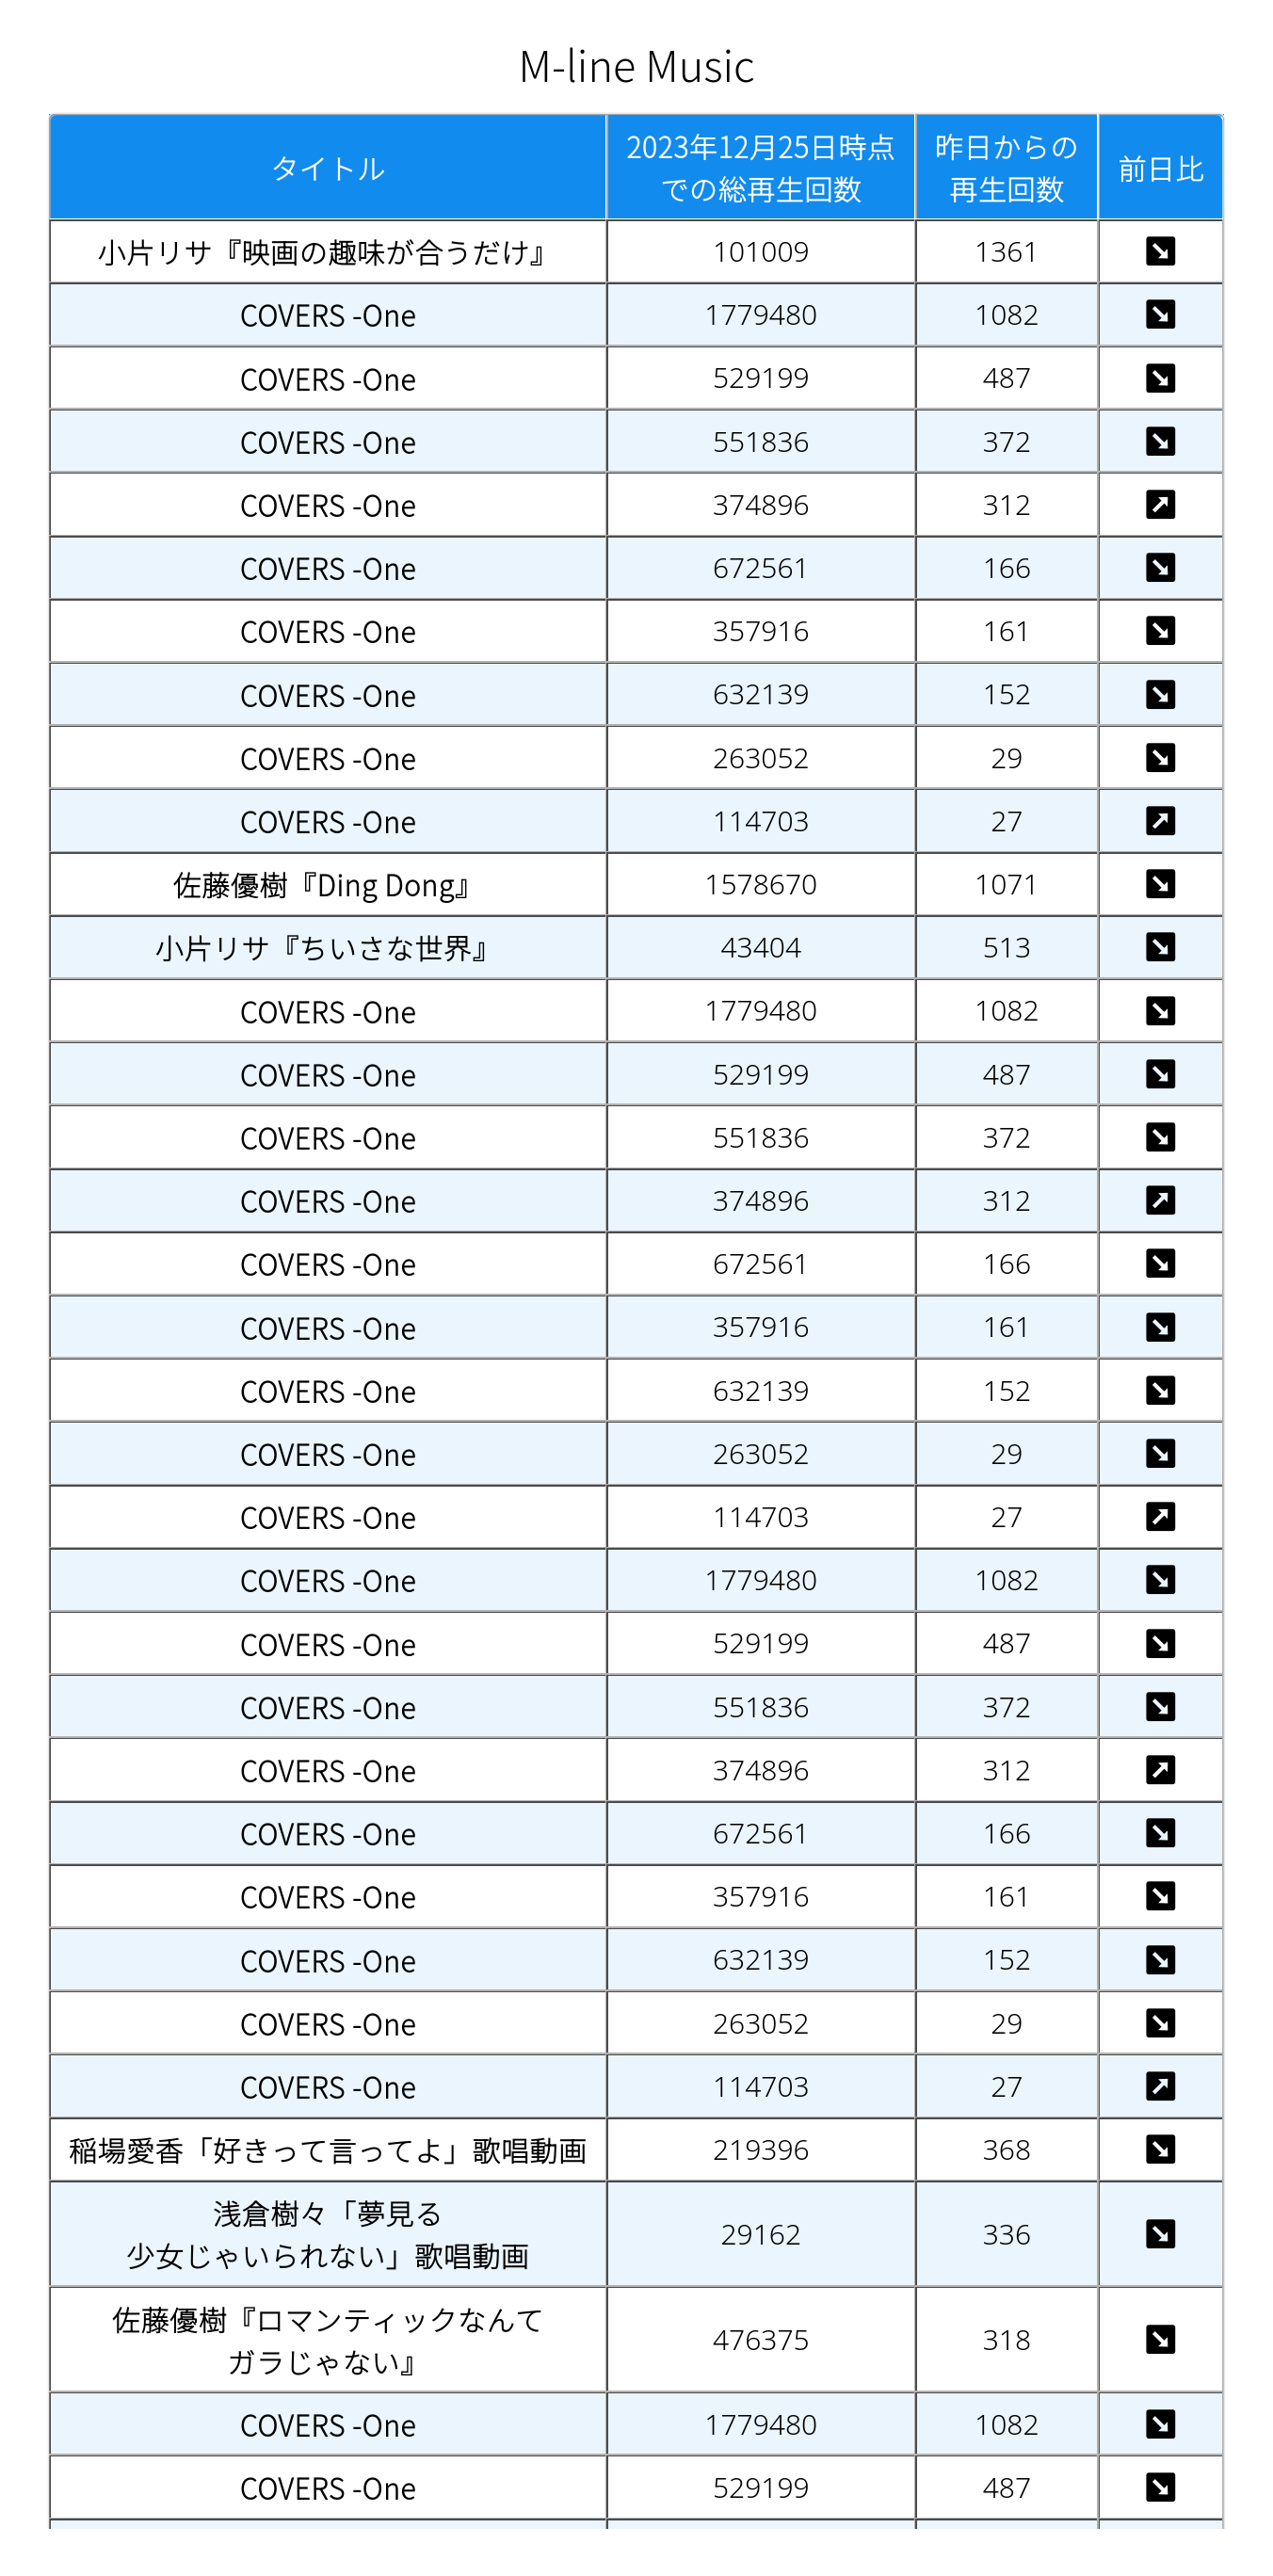 M-line Music
タイトル 2023年12月25日時点 昨日からの 前日比
での総再生回数 再生回数
小片リサ『映画の趣味が合うだけ』 101009 1361
COVERS -One 1779480 1082
COVERS -One 529199 487
COVERS -One 551836 372
COVERS -One 374896 312
COVERS -One 672561 166
COVERS -One 357916 161
COVERS -One 632139 152
COVERS -One 263052 29
COVERS -One 114703 27
佐藤優樹『Ding Dong』 1578670 1071
小片リサ『ちいさな世界』 43404 513
COVERS -One 1779480 1082
COVERS -One 529199 487
COVERS -One 551836 372
COVERS -One 374896 312
COVERS -One 672561 166
COVERS -One 357916 161
COVERS -One 632139 152
COVERS -One 263052 29
COVERS -One 114703 27
COVERS -One 1779480 1082
COVERS -One 529199 487
COVERS -One 551836 372
COVERS -One 374896 312
COVERS -One 672561 166
COVERS -One 357916 161
COVERS -One 632139 152
COVERS -One 263052 29
COVERS -One 114703 27
稲場愛香「好きって言ってよ」歌唱動画 219396 368
浅倉樹々「夢見る
少女じゃいられない」歌唱動画 29162 336
佐藤優樹『ロマンティックなんて
ガラじゃない』 476375 318
COVERS -One 1779480 1082
COVERS -One 529199 487